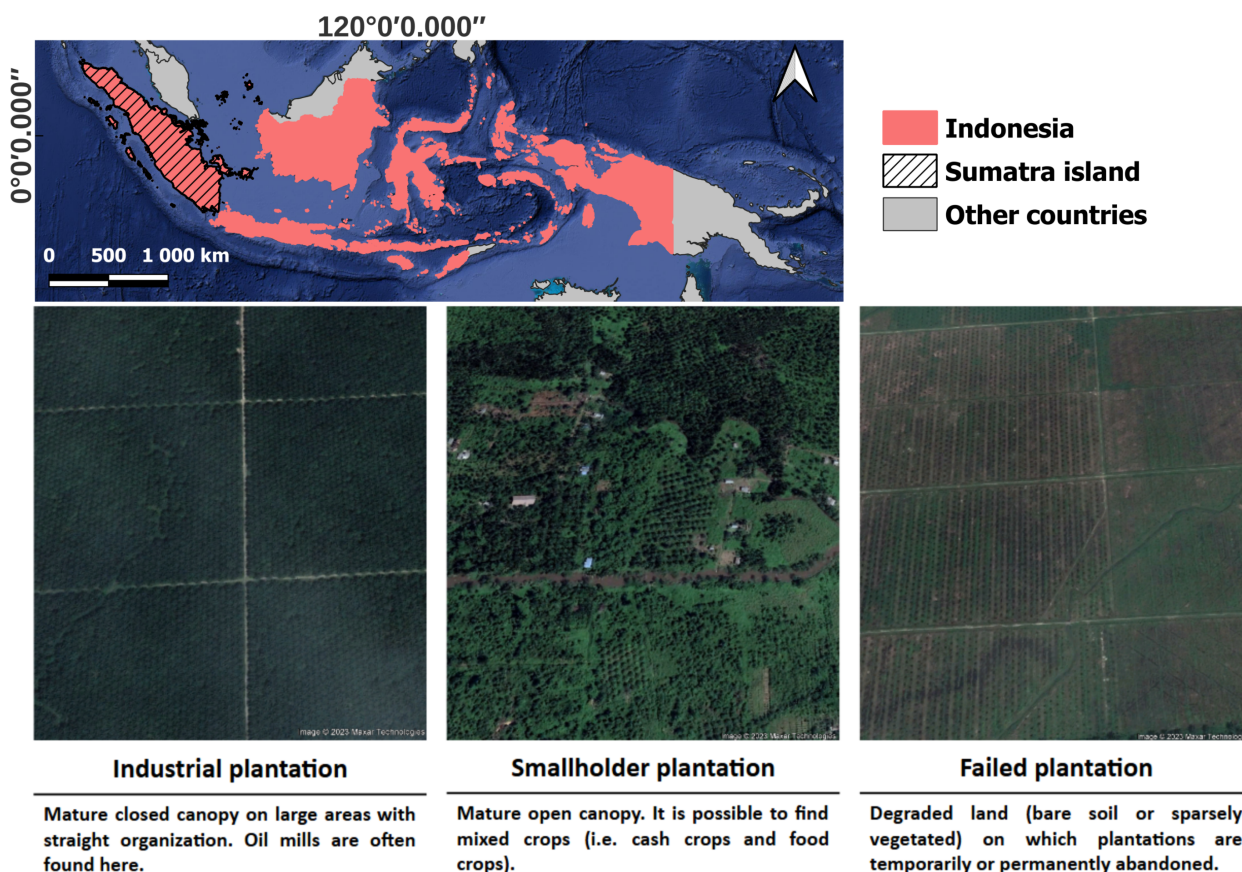 120°0′0.000″
0°0′0.000″
0 500 1 000 km
Indonesia
Sumatra island
Other countries
mage © 2023 Maxar Technologies
mage © 2023 Maxar Technologies
mage © 2023 Maxar Technolog
Industrial plantation
Mature closed canopy on large areas with
straight organization. Oil mills are often
found here.
Smallholder plantation
Mature open canopy. It is possible to find
mixed crops (i.e. cash crops and food
crops).
Failed plantation
Degraded land (bare soil or sparsely
vegetated) on which plantations are
temporarily or permanently abandoned.